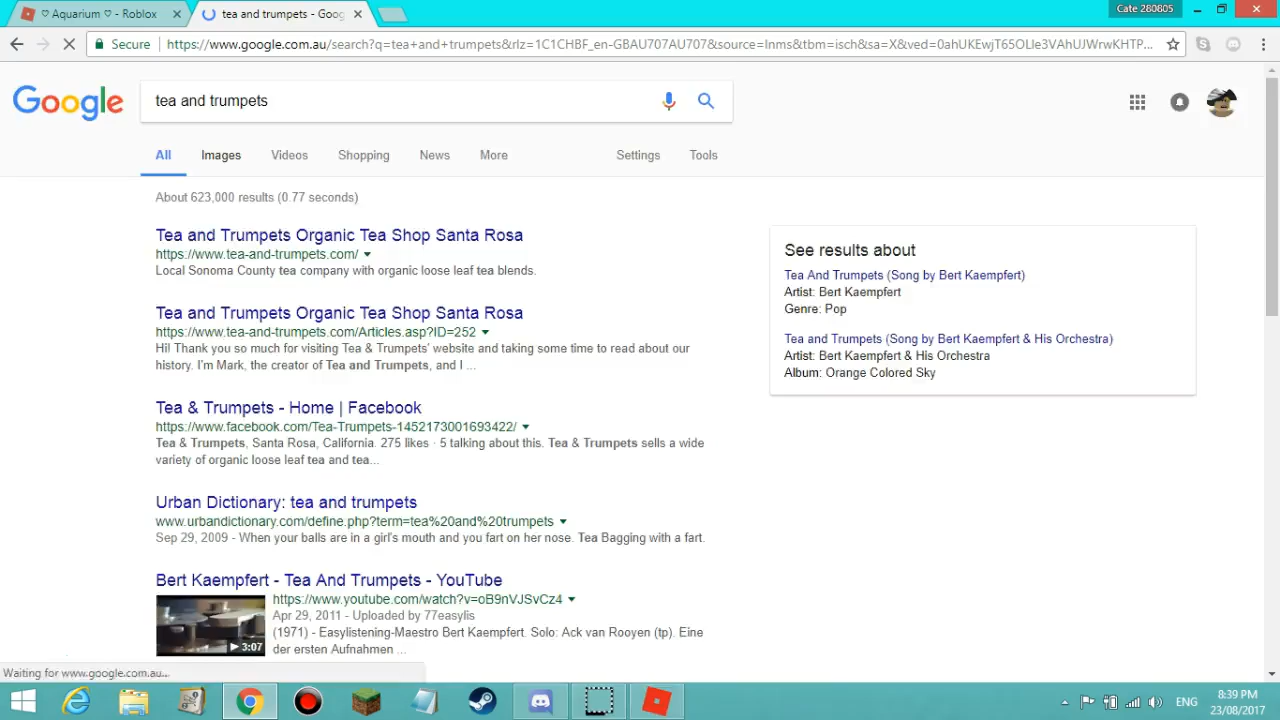 ♡ Aquarium ♡ - Roblox
tea and trumpets - Goog
Cate 280805
Secure
https://www.google.com.au/search?q=tea+and+trumpets&rlz=1C1CHBF_en-GBAU707AU707&source=lnms&tbm=isch&sa=X&ved=0ahUKEwjT65OLle3VAhUJWrwKHTP...
Google
tea and trumpets
All Images Videos Shopping News More Settings Tools
About 623,000 results (0.77 seconds)
Tea and Trumpets Organic Tea Shop Santa Rosa
https://www.tea-and-trumpets.com/
Local Sonoma County tea company with organic loose leaf tea blends.
Tea and Trumpets Organic Tea Shop Santa Rosa
https://www.tea-and-trumpets.com/Articles.asp?ID=252
Hi! Thank you so much for visiting Tea & Trumpets' website and taking some time to read about our
history. I'm Mark, the creator of Tea and Trumpets, and I ...
Tea & Trumpets - Home | Facebook
https://www.facebook.com/Tea-Trumpets-1452173001693422/
Tea & Trumpets, Santa Rosa, California. 275 likes · 5 talking about this. Tea & Trumpets sells a wide
variety of organic loose leaf tea and tea...
Urban Dictionary: tea and trumpets
www.urbandictionary.com/define.php?term=tea%20and%20trumpets
Sep 29, 2009 - When your balls are in a girl's mouth and you fart on her nose. Tea Bagging with a fart.
Bert Kaempfert - Tea And Trumpets - YouTube
https://www.youtube.com/watch?v=oB9nVJSvCz4
Apr 29, 2011 - Uploaded by 77easylis
(1971) - Easylistening-Maestro Bert Kaempfert. Solo: Ack van Rooyen (tp). Eine
der ersten Aufnahmen ...
3:07
See results about
Tea And Trumpets (Song by Bert Kaempfert)
Artist: Bert Kaempfert
Genre: Pop
Tea and Trumpets (Song by Bert Kaempfert & His Orchestra)
Artist: Bert Kaempfert & His Orchestra
Album: Orange Colored Sky
Waiting for www.google.com.au...
ENG
8:39 PM
23/08/2017